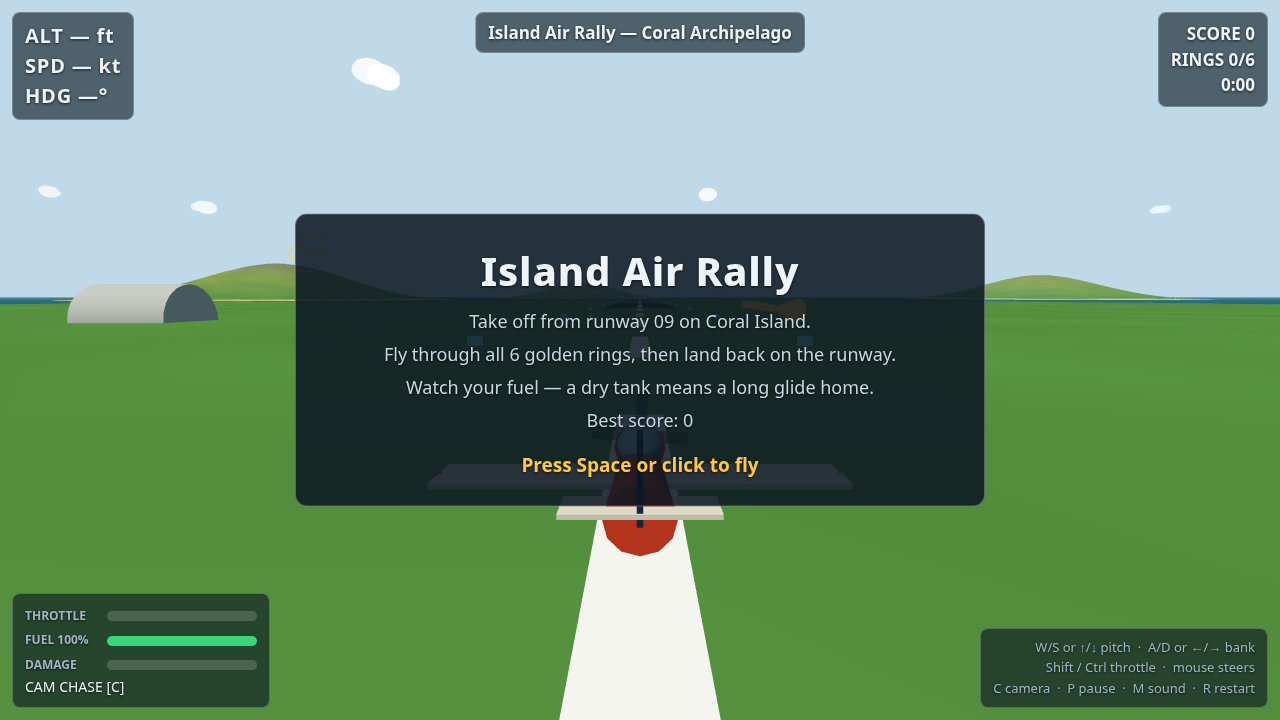 ALT — ft
SPD — kt
HDG —°
Island Air Rally — Coral Archipelago
SCORE 0
RINGS 0/6
0:00
Island Air Rally
Take off from runway 09 on Coral Island.
Fly through all 6 golden rings, then land back on the runway.
Watch your fuel — a dry tank means a long glide home.
Best score: 0
Press Space or click to fly
THROTTLE
FUEL 100%
DAMAGE
CAM CHASE [C]
W/S or ↑/↓ pitch · A/D or ←/→ bank
Shift / Ctrl throttle · mouse steers
C camera · P pause · M sound · R restart